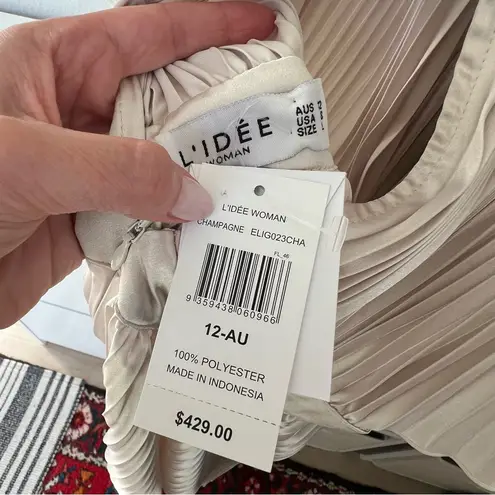 L'IDÉE
WOMAN
AUS
USA
SIZE
L'IDÉE WOMAN
CHAMPAGNE ELIG023CHA
FL_46
9 359438 060966
12-AU
100% POLYESTER
MADE IN INDONESIA
$429.00